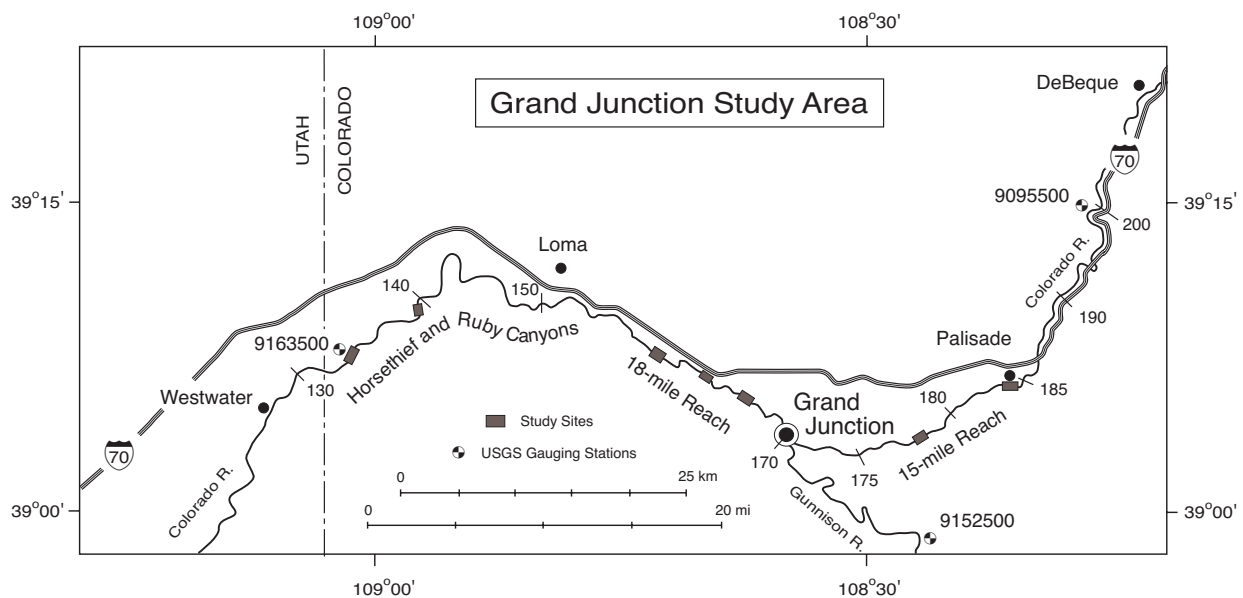 109°00'
108°30'
Grand Junction Study Area
DeBeque
UTAH
COLORADO
70
39°15'
39°15'
9095500
200
Colorado R.
Loma
140
150
190
Horsethief and
Ruby Canyons
9163500
Palisade
130
Westwater
18-mile Reach
185
180
Grand
Junction
Study Sites
15-mile Reach
70
USGS Gauging Stations
170
175
0
25 km
Colorado R.
Gunnison R.
39°00'
39°00'
0
20 mi
9152500
109°00'
108°30'